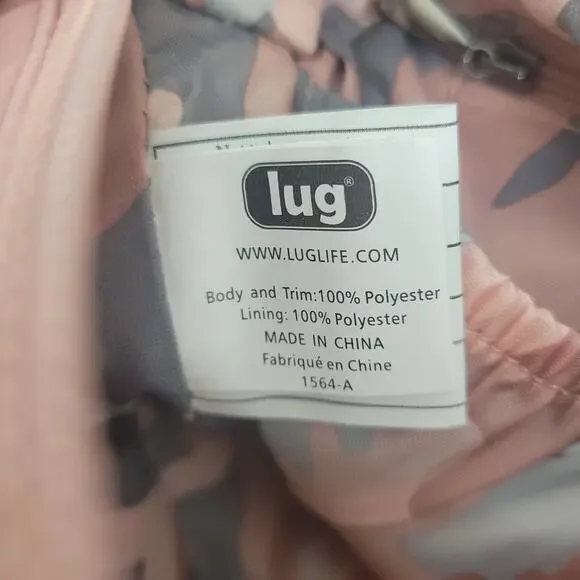 lug®
WWW.LUGLIFE.COM
Body and Trim:100% Polyester
Lining: 100% Polyester
MADE IN CHINA
Fabriqué en Chine
1564-A